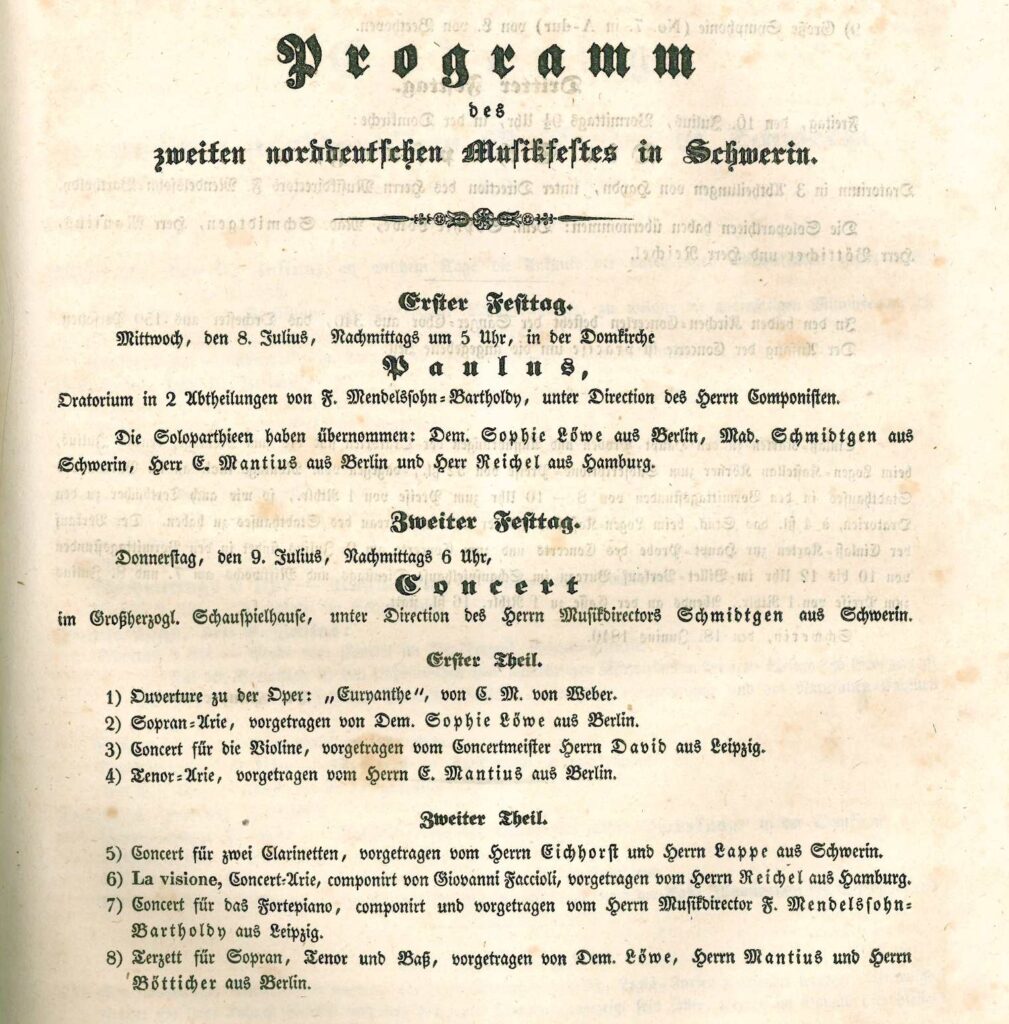 Programm
des
zweiten norddeutschen Musikfestes in Schwerin.
Erster Festtag.
Mittwoch, den 8. Julius, Nachmittags um 5 Uhr, in der Domkirche
Paulus,
Oratorium in 2 Abtheilungen von F. Mendelssohn-Bartholdy, unter Direction des Herrn Componisten.
Die Soloparthieen haben übernommen: Dem. Sophie Löwe aus Berlin, Mad. Schmidtgen aus
Schwerin, Herr E. Mantius aus Berlin und Herr Reichel aus Hamburg.
Zweiter Festtag.
Donnerstag, den 9. Julius, Nachmittags 6 Uhr,
Concert
im Großherzogl. Schauspielhause, unter Direction des Herrn Musikdirectors Schmidtgen aus Schwerin.
Erster Theil.
1) Ouverture zu der Oper: „Euryanthe", von C. M. von Weber.
2) Sopran-Arie, vorgetragen von Dem. Sophie Löwe aus Berlin.
3) Concert für die Violine, vorgetragen vom Concertmeister Herrn David aus Leipzig.
4) Tenor-Arie, vorgetragen vom Herrn E. Mantius aus Berlin.
Zweiter Theil.
5) Concert für zwei Clarinetten, vorgetragen vom Herrn Eichhorst und Herrn Lappe aus Schwerin.
6) La visione, Concert-Arie, componirt von Giovanni Faccioli, vorgetragen vom Herrn Reichel aus Hamburg.
7) Concert für das Fortepiano, componirt und vorgetragen vom Herrn Musikdirector F. Mendelssohn-
Bartholdy aus Leipzig.
8) Terzett für Sopran, Tenor und Baß, vorgetragen von Dem. Löwe, Herrn Mantius und Herrn
Bötticher aus Berlin.